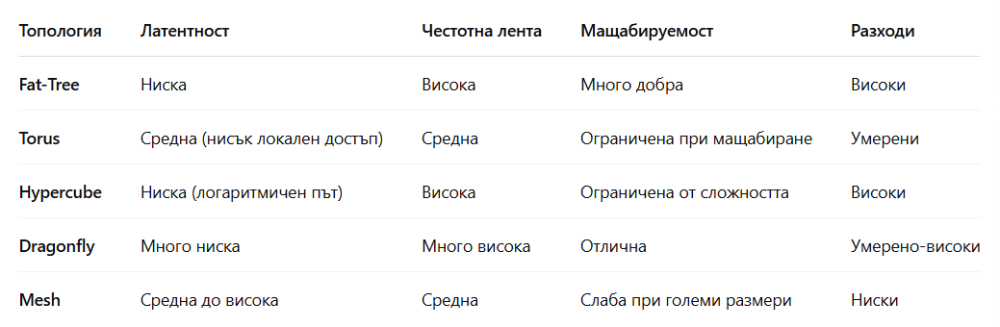 Топология Латентност Честотна лента Мащабируемост Разходи
Fat-Tree Ниска Висока Много добра Високи
Torus Средна (нисък локален достъп) Средна Ограничена при мащабиране Умерени
Hypercube Ниска (логаритмичен път) Висока Ограничена от сложността Високи
Dragonfly Много ниска Много висока Отлична Умерено-високи
Mesh Средна до висока Средна Слаба при големи размери Ниски